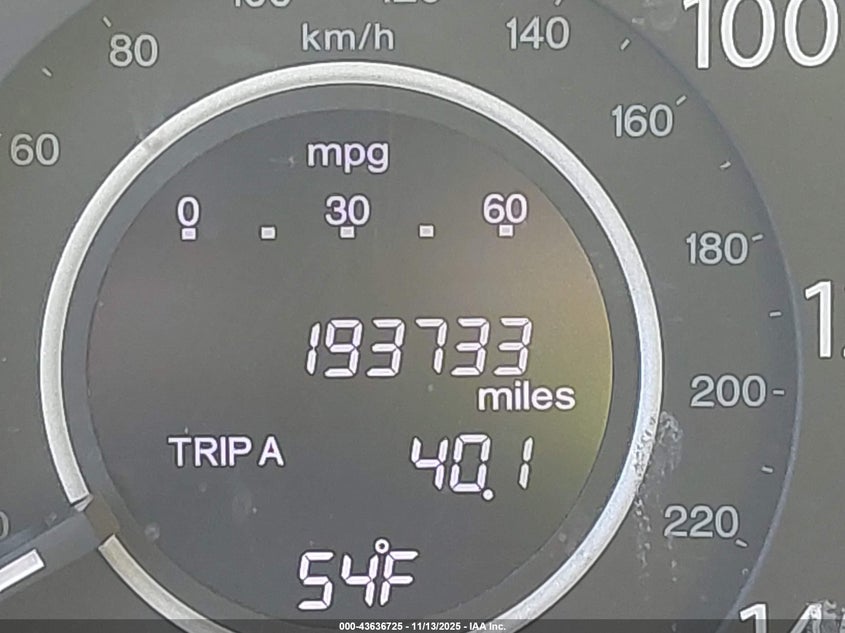 80 km/h 140
100
60
160
mpg
0 30 60
180
193733
miles
200
TRIP A 40.1
220
54°F
000-43636725 - 11/13/2025 - IAA Inc.